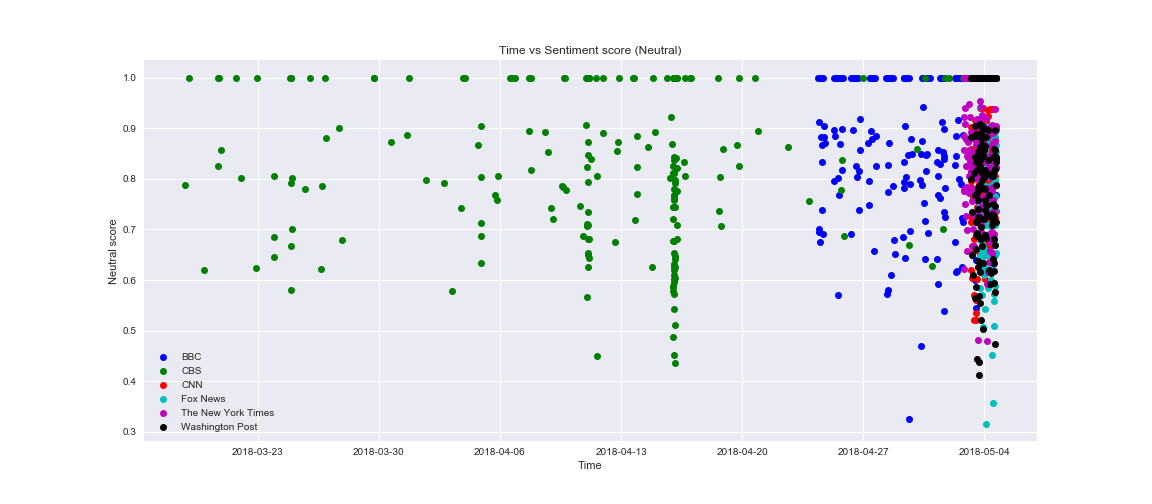 Time vs Sentiment score (Neutral)
1.0
0.9
0.8
0.7
0.6
0.5
0.4
0.3
Neutral score
BBC
CBS
CNN
Fox News
The New York Times
Washington Post
2018-03-23
2018-03-30
2018-04-06
2018-04-13
2018-04-20
2018-04-27
2018-05-04
Time